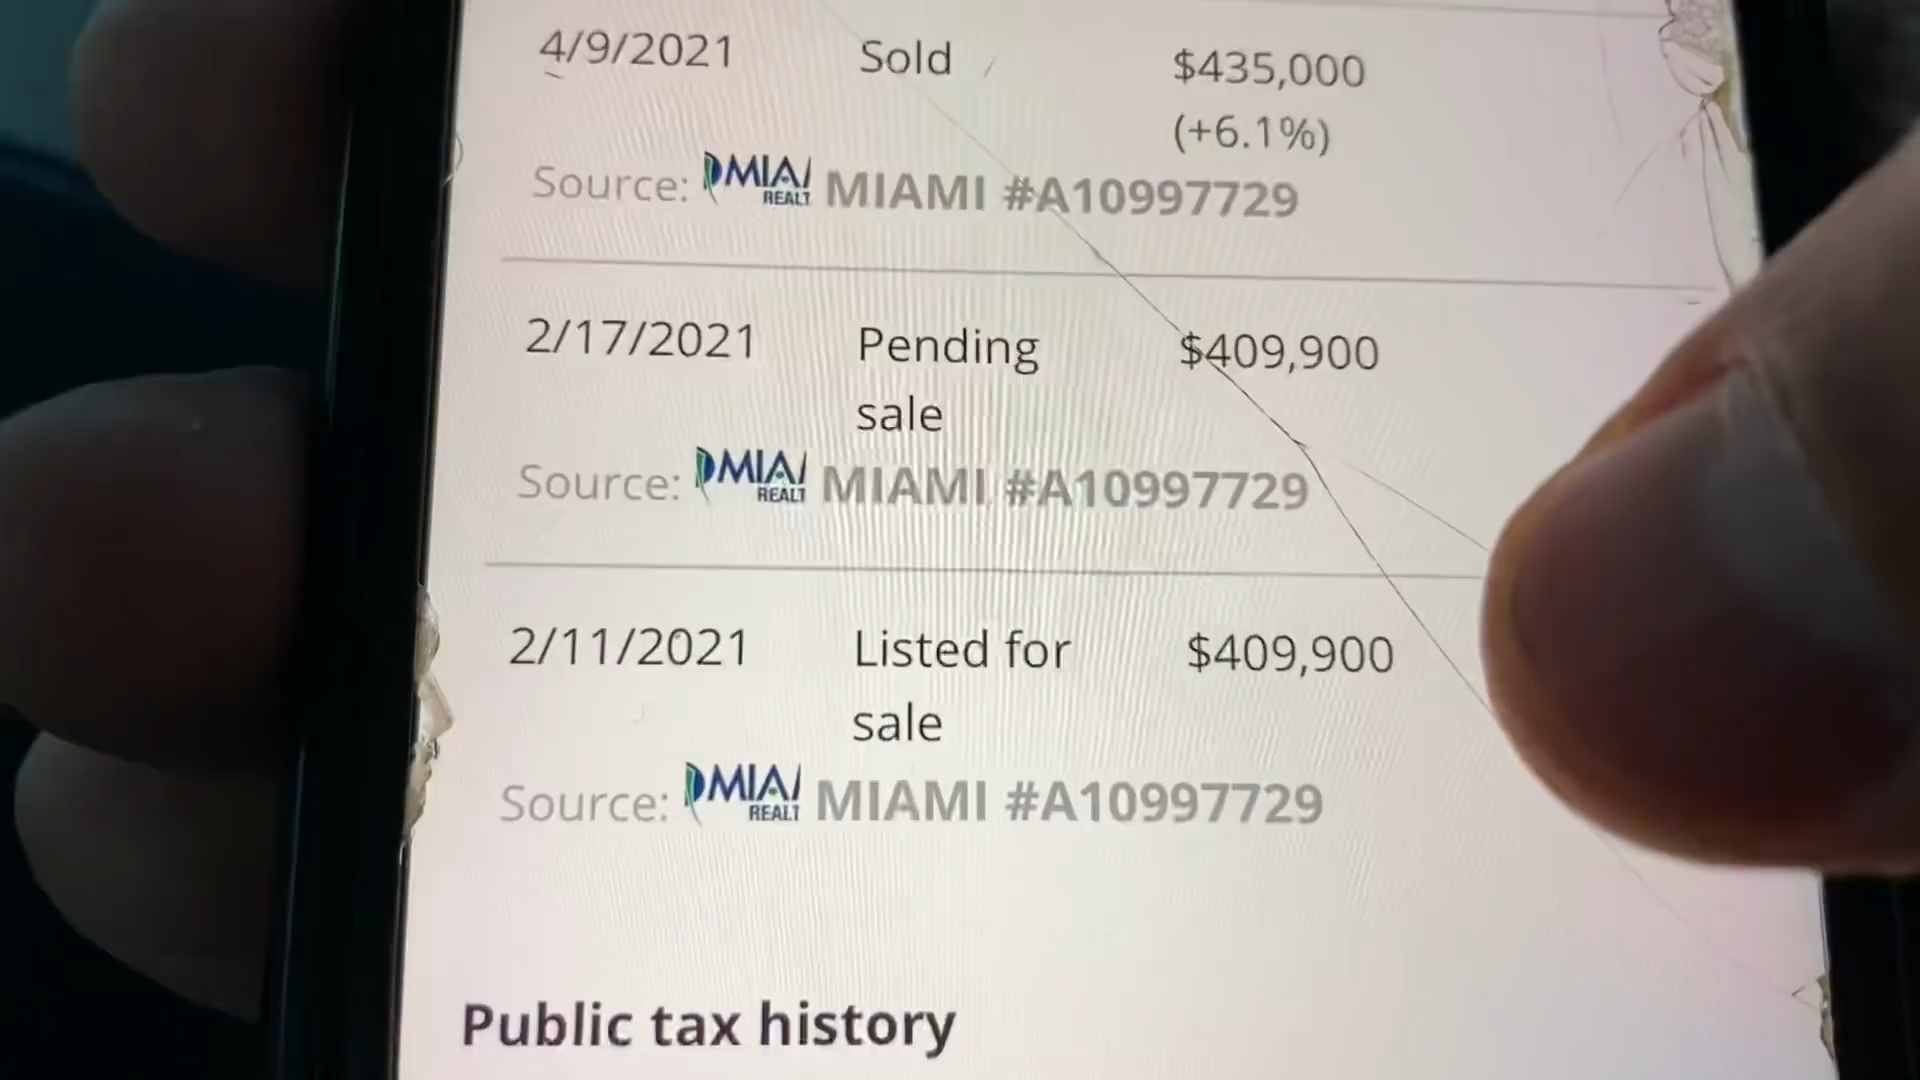 4/9/2021 Sold $435,000
(+6.1%)
Source: MIAMI REALT MIAMI #A10997729
2/17/2021 Pending $409,900
sale
Source: MIAMI REALT MIAMI #A10997729
2/11/2021 Listed for $409,900
sale
Source: MIAMI REALT MIAMI #A10997729
Public tax history